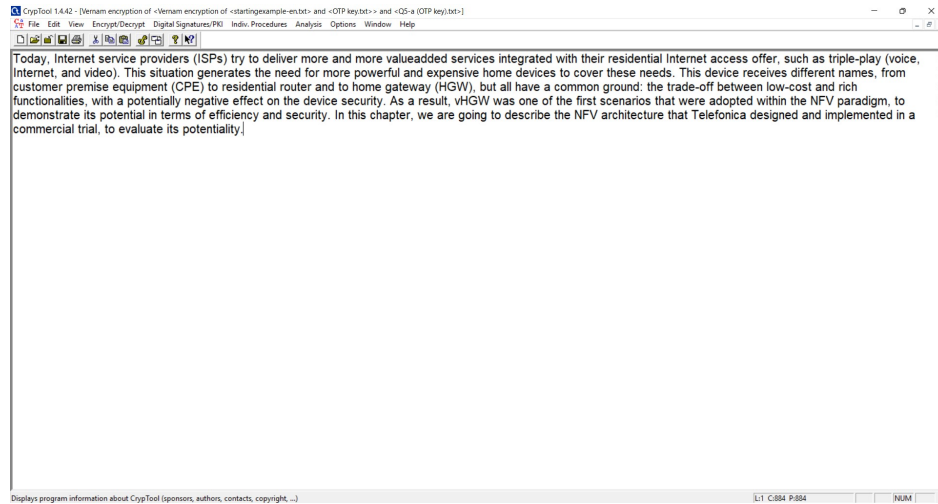 CrypTool 1.4.42 - [Vernam encryption of <Vernam encryption of <startingexample-en.txt> and <OTP key.txt>> and <Q5-a (OTP key).txt>]
File Edit View Encrypt/Decrypt Digital Signatures/PKI Indiv. Procedures Analysis Options Window Help
Today, Internet service providers (ISPs) try to deliver more and more valueadded services integrated with their residential Internet access offer, such as triple-play (voice,
Internet, and video). This situation generates the need for more powerful and expensive home devices to cover these needs. This device receives different names, from
customer premise equipment (CPE) to residential router and to home gateway (HGW), but all have a common ground: the trade-off between low-cost and rich
functionalities, with a potentially negative effect on the device security. As a result, vHGW was one of the first scenarios that were adopted within the NFV paradigm, to
demonstrate its potential in terms of efficiency and security. In this chapter, we are going to describe the NFV architecture that Telefonica designed and implemented in a
commercial trial, to evaluate its potentiality.
Displays program information about CrypTool (sponsors, authors, contacts, copyright, ...) L:1 C:884 P:884 NUM